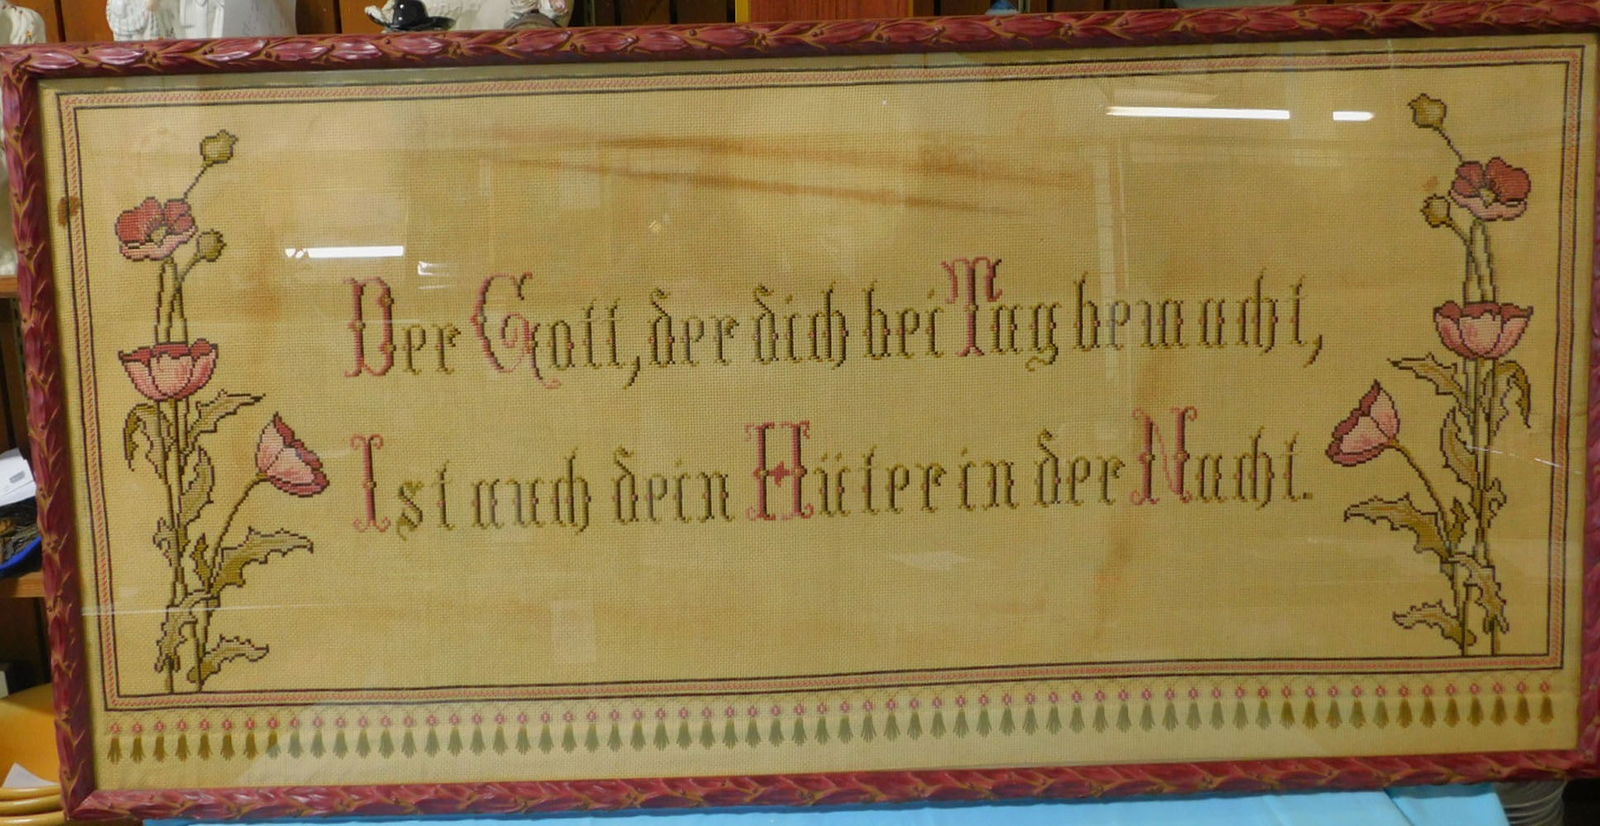 Der Gott, der dich bei Tag bewacht,
Ist auch dein Hüter in der Nacht.